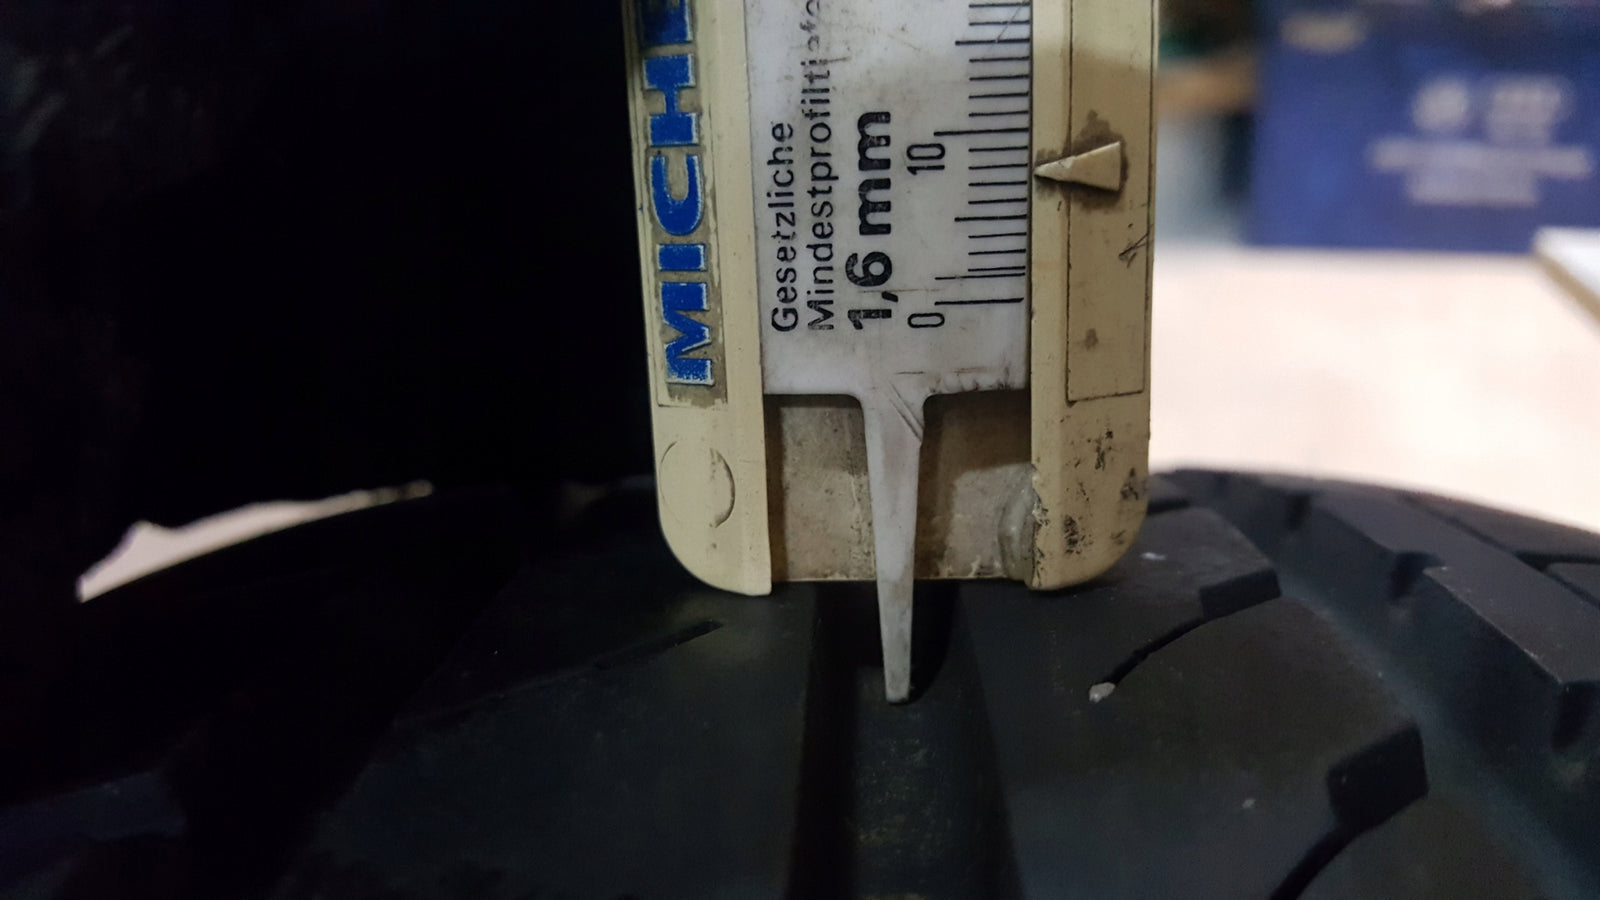 MICHE
Gesetzliche
Mindestprofiltiefe
1,6 mm
10
0